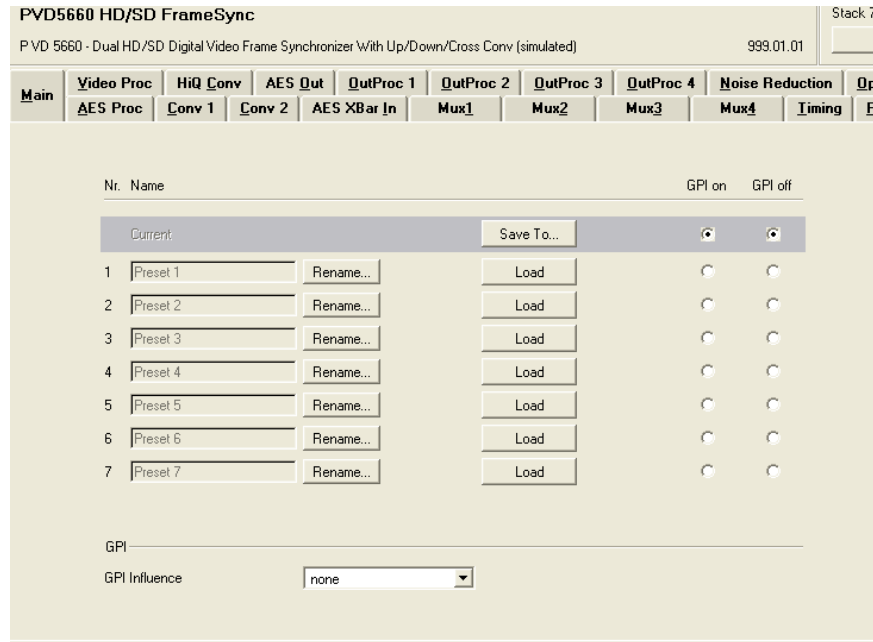 PVD5660 HD/SD FrameSync
Stack 7
P VD 5660 - Dual HD/SD Digital Video Frame Synchronizer With Up/Down/Cross Conv (simulated) 999.01.01
Main
Video Proc HiQ Conv AES Out OutProc 1 OutProc 2 OutProc 3 OutProc 4 Noise Reduction Op
AES Proc Conv 1 Conv 2 AES XBar In Mux1 Mux2 Mux3 Mux4 Timing
Nr. Name GPI on GPI off
Current Save To...
1 Preset 1 Rename... Load
2 Preset 2 Rename... Load
3 Preset 3 Rename... Load
4 Preset 4 Rename... Load
5 Preset 5 Rename... Load
6 Preset 6 Rename... Load
7 Preset 7 Rename... Load
GPI
GPI Influence none